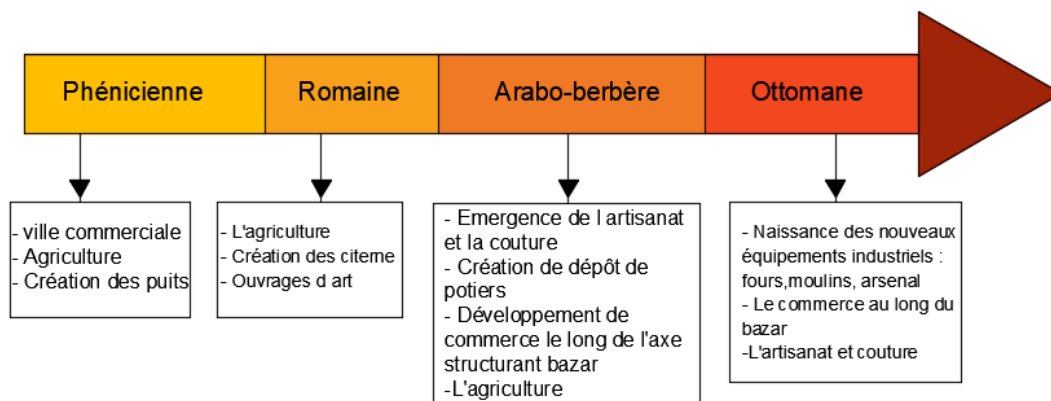 Phénicienne
Romaine
Arabo-berbère
Ottomane
- ville commerciale
- Agriculture
- Création des puits
- L'agriculture
- Création des citerne
- Ouvrages d art
- Emergence de l artisanat
et la couture
- Création de dépôt de
potiers
- Développement de
commerce le long de l'axe
structurant bazar
-L'agriculture
- Naissance des nouveaux
équipements industriels :
fours,moulins, arsenal
- Le commerce au long du
bazar
-L'artisanat et couture